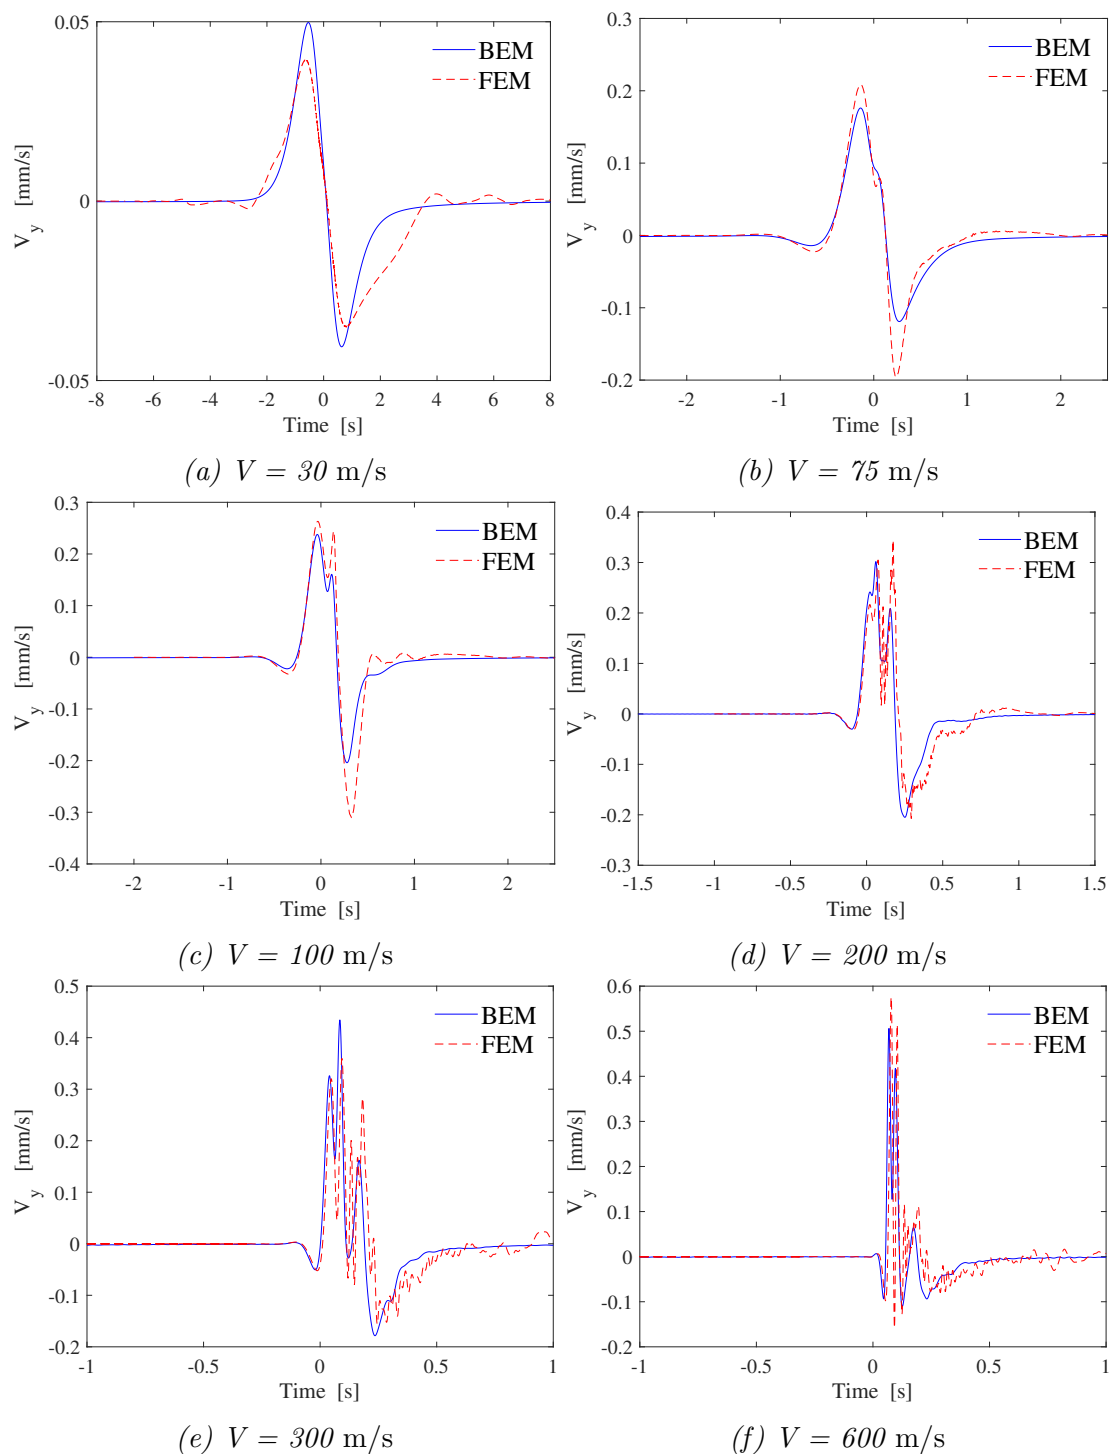 0.05
0
-0.05
V_y [mm/s]
BEM
FEM
-8 -6 -4 -2 0 2 4 6 8
Time [s]
(a) V = 30 m/s
0.3
0.2
0.1
0
-0.1
-0.2
V_y [mm/s]
BEM
FEM
-2 -1 0 1 2
Time [s]
(b) V = 75 m/s
0.3
0.2
0.1
0
-0.1
-0.2
-0.3
-0.4
V_y [mm/s]
BEM
FEM
-2 -1 0 1 2
Time [s]
(c) V = 100 m/s
0.4
0.3
0.2
0.1
0
-0.1
-0.2
-0.3
V_y [mm/s]
BEM
FEM
-1.5 -1 -0.5 0 0.5 1 1.5
Time [s]
(d) V = 200 m/s
0.5
0.4
0.3
0.2
0.1
0
-0.1
-0.2
V_y [mm/s]
BEM
FEM
-1 -0.5 0 0.5 1
Time [s]
(e) V = 300 m/s
0.6
0.5
0.4
0.3
0.2
0.1
0
-0.1
-0.2
V_y [mm/s]
BEM
FEM
-1 -0.5 0 0.5 1
Time [s]
(f) V = 600 m/s